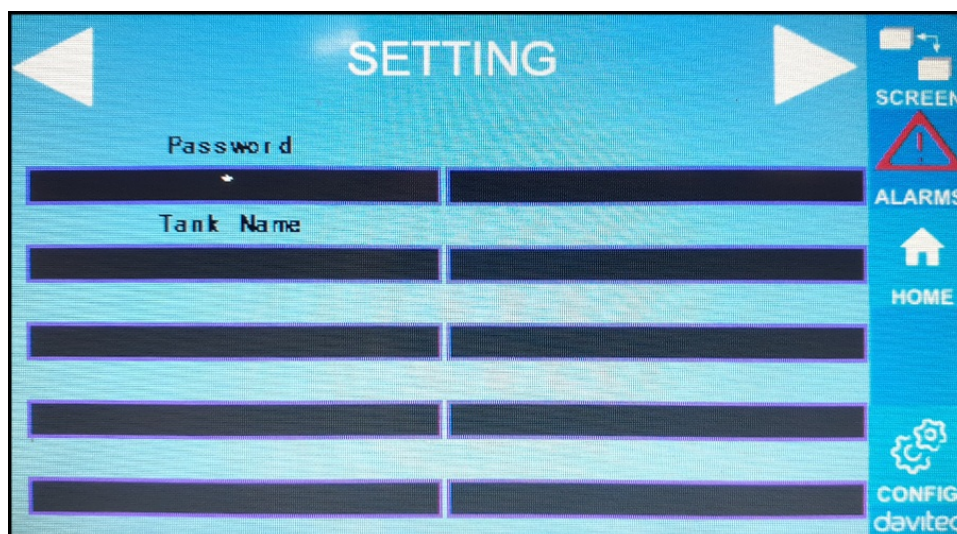 SETTING
SCREEN
Password
*
ALARMS
Tank Name
HOME
CONFIG
davitec